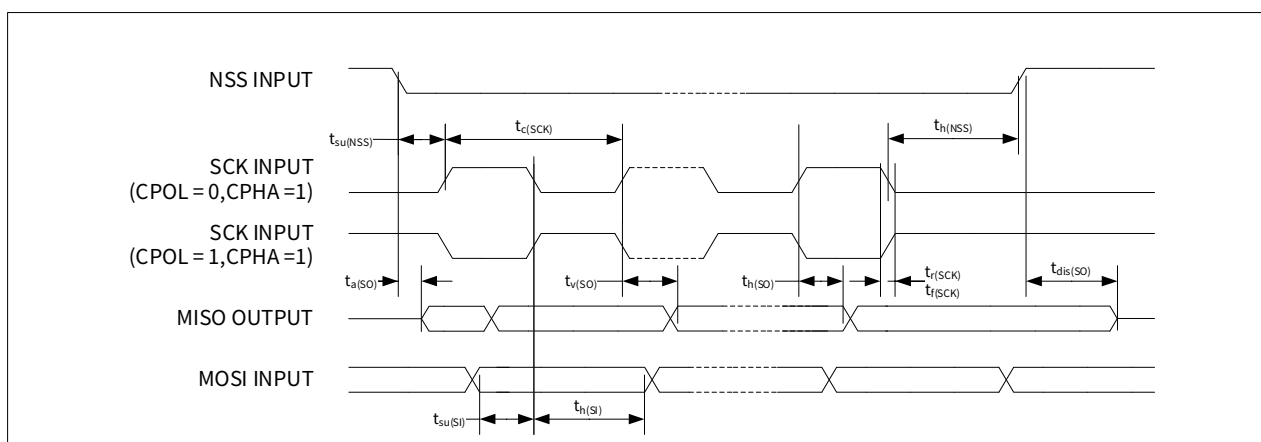 NSS INPUT
tsu(NSS)
tc(SCK)
th(NSS)
SCK INPUT
(CPOL = 0,CPHA =1)
SCK INPUT
(CPOL = 1,CPHA =1)
ta(SO)
tv(SO)
th(SO)
tr(SCK)
tf(SCK)
tdis(SO)
MISO OUTPUT
MOSI INPUT
tsu(SI)
th(SI)